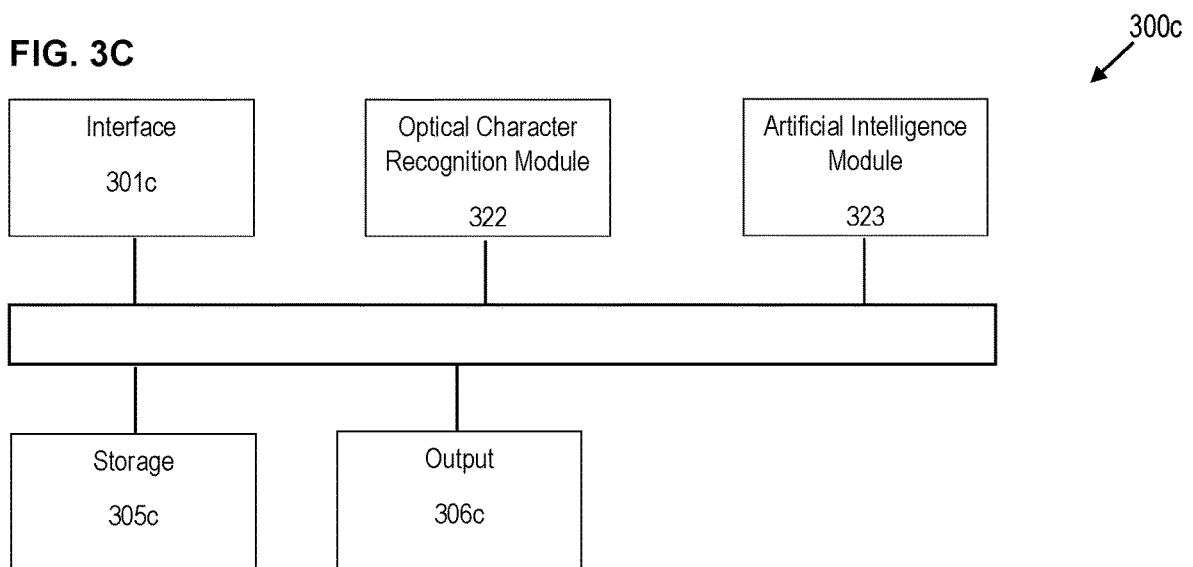 300c
FIG. 3C
Interface
301c
Optical Character
Recognition Module
322
Artificial Intelligence
Module
323
Storage
305c
Output
306c